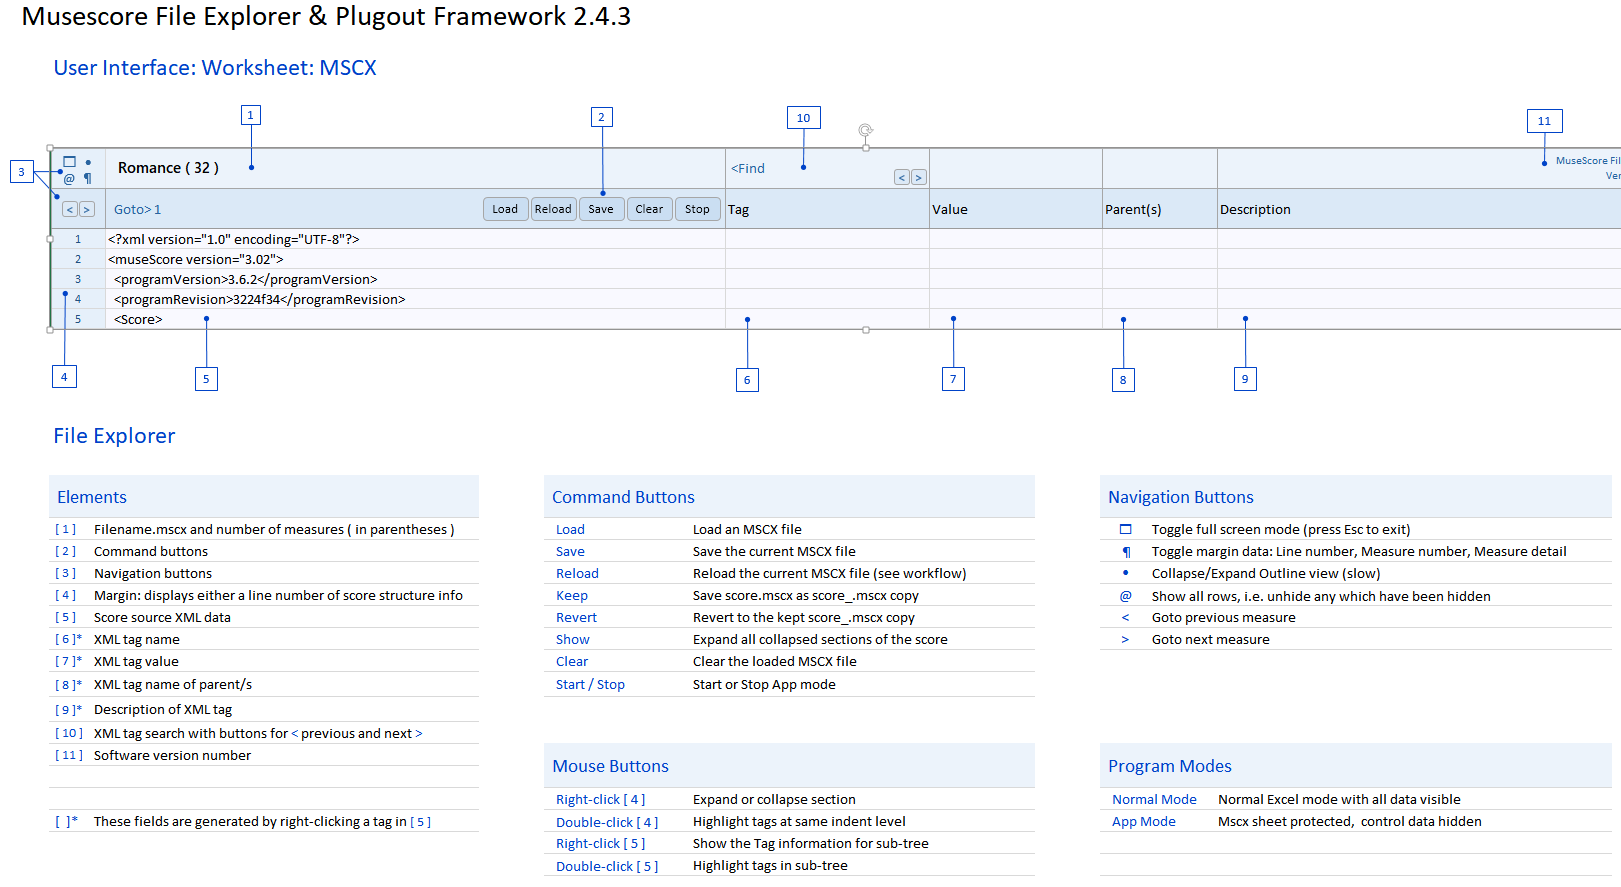 Musescore File Explorer & Plugout Framework 2.4.3
User Interface: Worksheet: MSCX
1
2
10
11
3
@ ¶
Romance ( 32 )
<Find
< >
MuseScore Fil
Ver
< >
Goto> 1
Load Reload Save Clear Stop
Tag
Value
Parent(s)
Description
1 <?xml version="1.0" encoding="UTF-8"?>
2 <museScore version="3.02">
3 <programVersion>3.6.2</programVersion>
4 <programRevision>3224f34</programRevision>
5 <Score>
4
5
6
7
8
9
File Explorer
Elements
[ 1 ] Filename.mscx and number of measures ( in parentheses )
[ 2 ] Command buttons
[ 3 ] Navigation buttons
[ 4 ] Margin: displays either a line number of score structure info
[ 5 ] Score source XML data
[ 6 ]* XML tag name
[ 7 ]* XML tag value
[ 8 ]* XML tag name of parent/s
[ 9 ]* Description of XML tag
[ 10 ] XML tag search with buttons for < previous and next >
[ 11 ] Software version number
[ ]* These fields are generated by right-clicking a tag in [ 5 ]
Command Buttons
Load Load an MSCX file
Save Save the current MSCX file
Reload Reload the current MSCX file (see workflow)
Keep Save score.mscx as score_.mscx copy
Revert Revert to the kept score_.mscx copy
Show Expand all collapsed sections of the score
Clear Clear the loaded MSCX file
Start / Stop Start or Stop App mode
Mouse Buttons
Right-click [ 4 ] Expand or collapse section
Double-click [ 4 ] Highlight tags at same indent level
Right-click [ 5 ] Show the Tag information for sub-tree
Double-click [ 5 ] Highlight tags in sub-tree
Navigation Buttons
Toggle full screen mode (press Esc to exit)
¶ Toggle margin data: Line number, Measure number, Measure detail
• Collapse/Expand Outline view (slow)
@ Show all rows, i.e. unhide any which have been hidden
< Goto previous measure
> Goto next measure
Program Modes
Normal Mode Normal Excel mode with all data visible
App Mode Mscx sheet protected, control data hidden